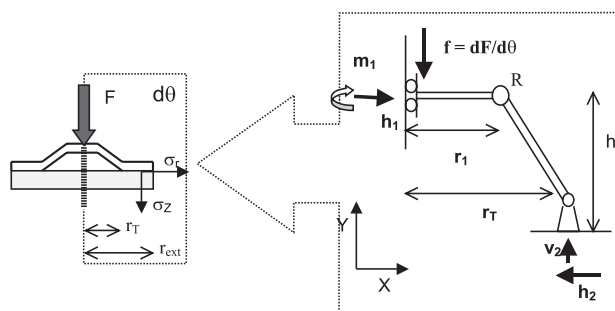 F
dθ
σr
σZ
rT
rext
m1
f = dF/dθ
R
h1
r1
h
rT
Y
v2
X
h2